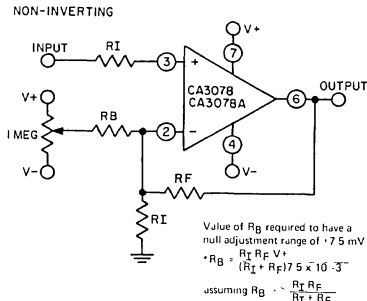 NON-INVERTING
V+
INPUT
RI
3
+
7
CA3078
CA3078A
6
OUTPUT
V+
1 MEG
RB
2
-
4
V-
V-
RF
RI
Value of RB required to have a
null adjustment range of ±7 5 mV
RB = RI RF V+
(RI + RF) 7 5 x 10 -3
assuming RB
RI RF
RI + RF